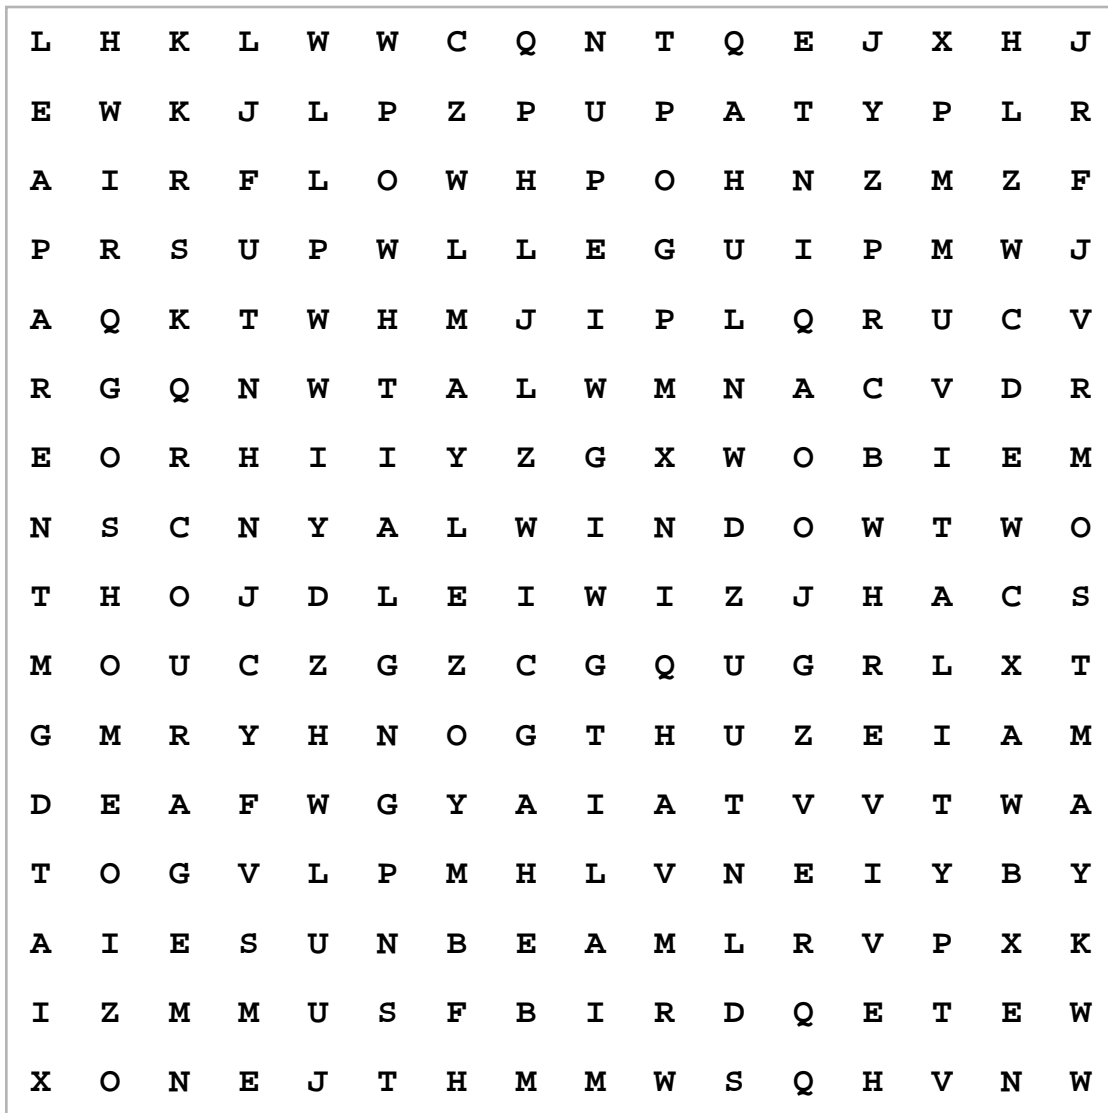 L H K L W W C Q N T Q E J X H J
E W K J L P Z P U P A T Y P L R
A I R F L O W H P O H N Z M Z F
P R S U P W L L E G U I P M W J
A Q K T W H M J I P L Q R U C V
R G Q N W T A L W M N A C V D R
E O R H I I Y Z G X W O B I E M
N S C N Y A L W I N D O W T W O
T H O J D L E I W I Z J H A C S
M O U C Z G Z C G Q U G R L X T
G M R Y H N O G T H U Z E I A M
D E A F W G Y A I A T V V T W A
T O G V L P M H L V N E I Y B Y
A I E S U N B E A M L R V P X K
I Z M M U S F B I R D Q E T E W
X O N E J T H M M W S Q H V N W